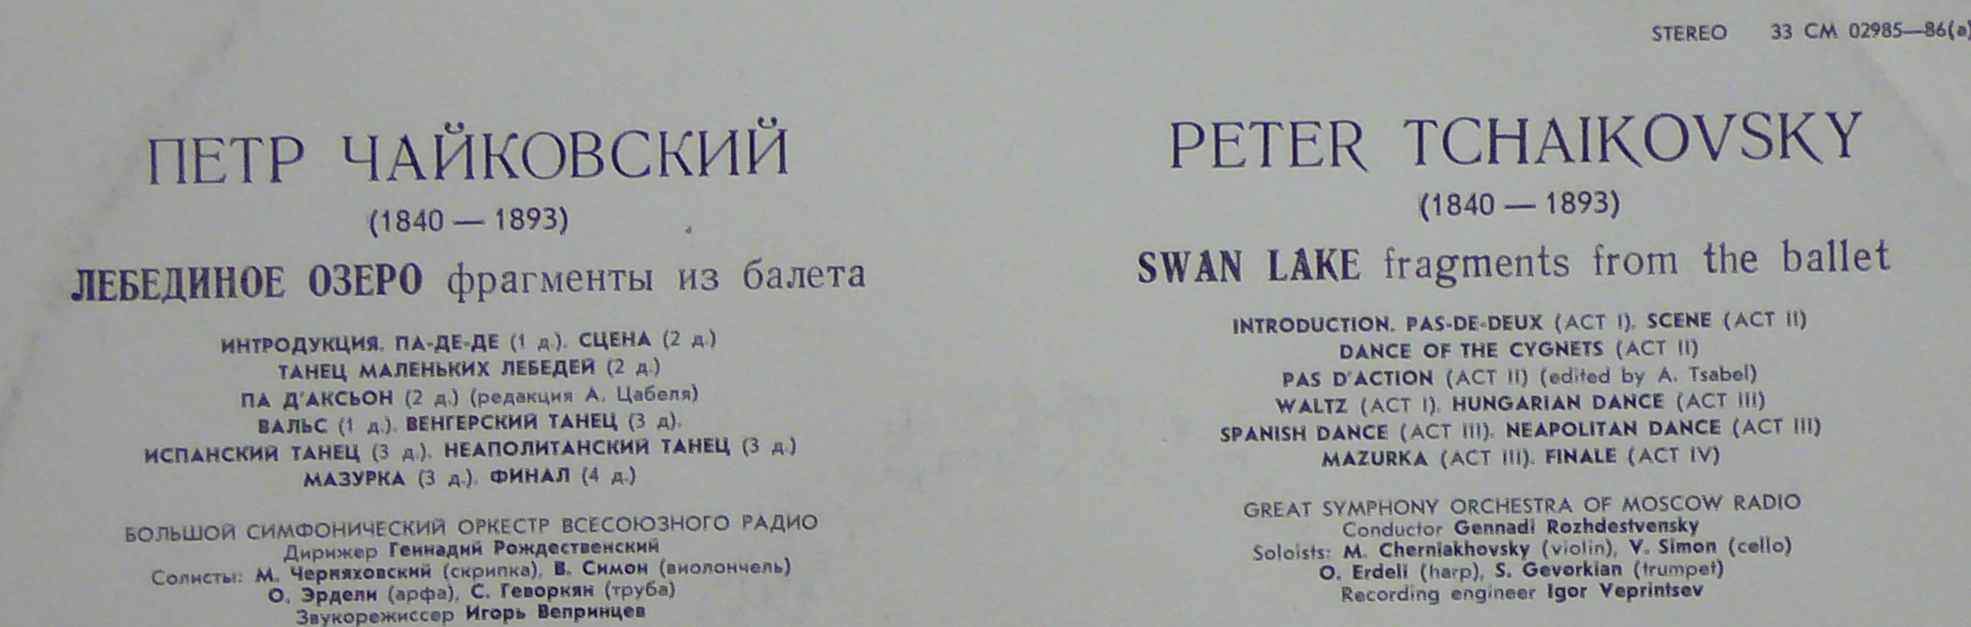 STEREO 33 CM 02985—86(a)
ПЕТР ЧАЙКОВСКИЙ
(1840 — 1893)
ЛЕБЕДИНОЕ ОЗЕРО фрагменты из балета
ИНТРОДУКЦИЯ. ПА-ДЕ-ДЕ (1 д.). СЦЕНА (2 д.)
ТАНЕЦ МАЛЕНЬКИХ ЛЕБЕДЕЙ (2 д.)
ПА Д'АКСЬОН (2 д.) (редакция А. Цабеля)
ВАЛЬС (1 д.). ВЕНГЕРСКИЙ ТАНЕЦ (3 д).
ИСПАНСКИЙ ТАНЕЦ (3 д.). НЕАПОЛИТАНСКИЙ ТАНЕЦ (3 д.)
МАЗУРКА (3 д.). ФИНАЛ (4 д.)
БОЛЬШОЙ СИМФОНИЧЕСКИЙ ОРКЕСТР ВСЕСОЮЗНОГО РАДИО
Дирижер Геннадий Рождественский
Солисты: М. Черняховский (скрипка), В. Симон (виолончель)
О. Эрдели (арфа), С. Геворкян (труба)
Звукорежиссер Игорь Вепринцев
PETER TCHAIKOVSKY
(1840 — 1893)
SWAN LAKE fragments from the ballet
INTRODUCTION. PAS-DE-DEUX (ACT I). SCENE (ACT II)
DANCE OF THE CYGNETS (ACT II)
PAS D'ACTION (ACT II) (edited by A. Tsabel)
WALTZ (ACT I). HUNGARIAN DANCE (ACT III)
SPANISH DANCE (ACT III). NEAPOLITAN DANCE (ACT III)
MAZURKA (ACT III). FINALE (ACT IV)
GREAT SYMPHONY ORCHESTRA OF MOSCOW RADIO
Conductor Gennadi Rozhdestvensky
Soloists: M. Cherniakhovsky (violin), V. Simon (cello)
O. Erdeli (harp), S. Gevorkian (trumpet)
Recording engineer Igor Veprintsev